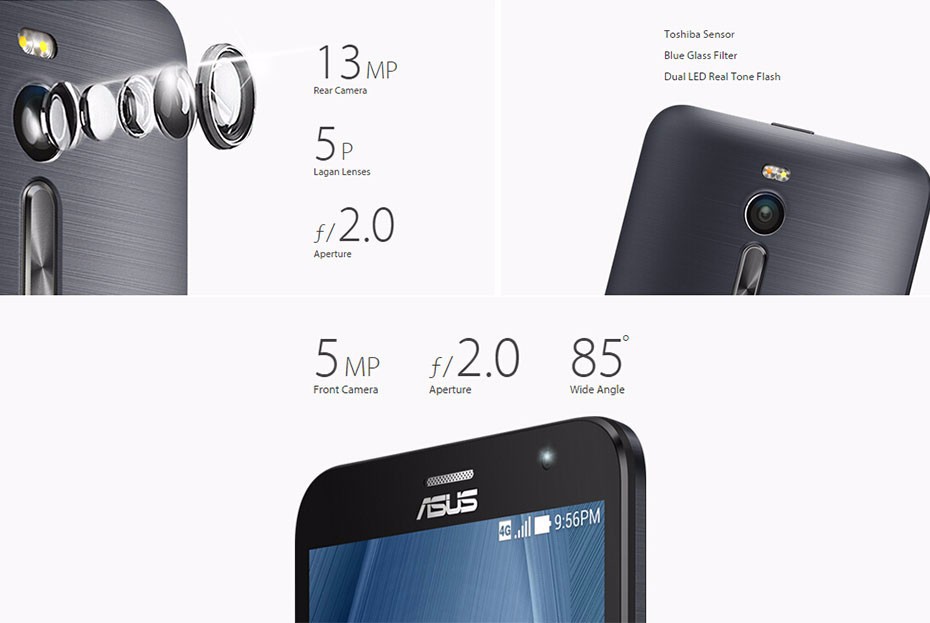 13 MP
Rear Camera
5 P
Lagan Lenses
ƒ/2.0
Aperture
Toshiba Sensor
Blue Glass Filter
Dual LED Real Tone Flash
5 MP
Front Camera
ƒ/2.0
Aperture
85°
Wide Angle
ASUS
4G 9:56PM